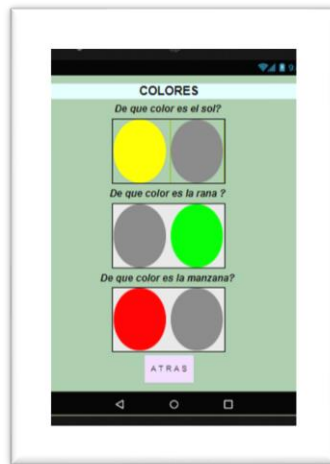 COLORES
De que color es el sol?
De que color es la rana ?
De que color es la manzana?
ATRAS